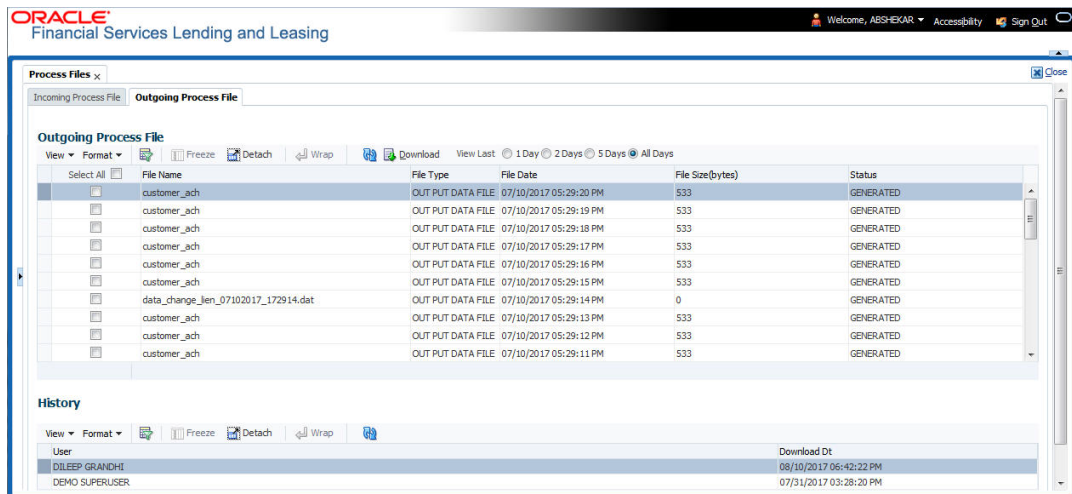 ORACLE
Financial Services Lending and Leasing
Welcome, ABSHEKAR Accessibility Sign Out
Process Files x Close
Incoming Process File Outgoing Process File
Outgoing Process File
View Format Freeze Detach Wrap Download View Last 1 Day 2 Days 5 Days All Days
Select All File Name File Type File Date File Size(bytes) Status
customer_ach OUT PUT DATA FILE 07/10/2017 05:29:20 PM 533 GENERATED
customer_ach OUT PUT DATA FILE 07/10/2017 05:29:19 PM 533 GENERATED
customer_ach OUT PUT DATA FILE 07/10/2017 05:29:18 PM 533 GENERATED
customer_ach OUT PUT DATA FILE 07/10/2017 05:29:17 PM 533 GENERATED
customer_ach OUT PUT DATA FILE 07/10/2017 05:29:16 PM 533 GENERATED
customer_ach OUT PUT DATA FILE 07/10/2017 05:29:15 PM 533 GENERATED
data_change_lien_07102017_172914.dat OUT PUT DATA FILE 07/10/2017 05:29:14 PM 0 GENERATED
customer_ach OUT PUT DATA FILE 07/10/2017 05:29:13 PM 533 GENERATED
customer_ach OUT PUT DATA FILE 07/10/2017 05:29:12 PM 533 GENERATED
customer_ach OUT PUT DATA FILE 07/10/2017 05:29:11 PM 533 GENERATED
History
View Format Freeze Detach Wrap
User Download Dt
DILEEP GRANDHI 08/10/2017 06:42:22 PM
DEMO SUPERUSER 07/31/2017 03:28:20 PM